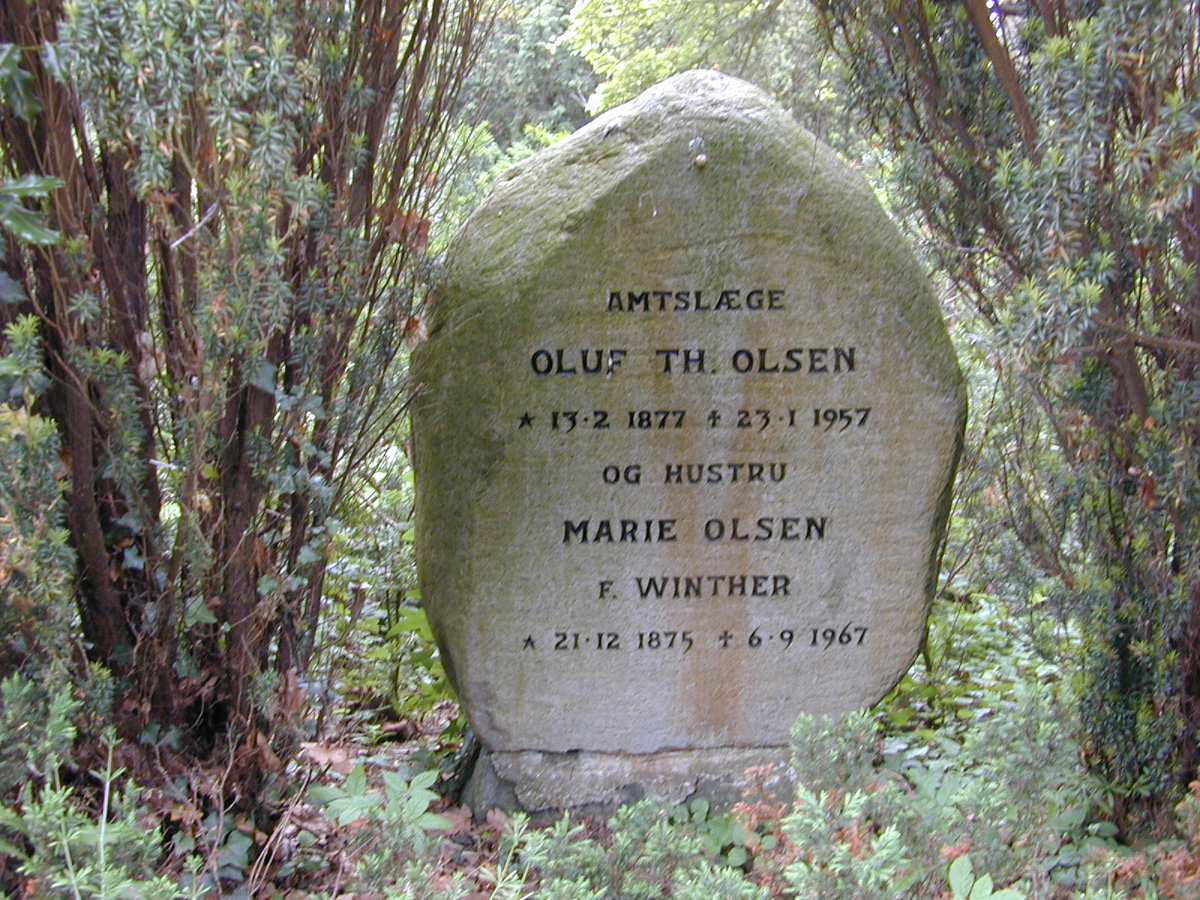 AMTSLÆGE
OLUF TH. OLSEN
★ 13·2 1877 ✝ 23·1 1957
OG HUSTRU
MARIE OLSEN
F. WINTHER
★ 21·12 1875 ✝ 6·9 1967